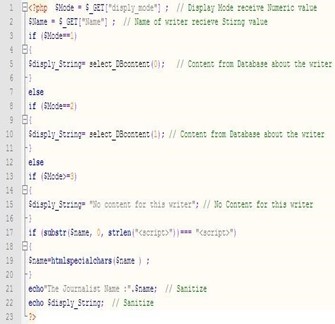 1 <?php $Mode = $_GET["disply_mode"] ; // Display Mode receive Numeric value
2 $Name = $_GET["Name"] ; // Name of writer recieve Stirng value
3 if ($Mode==1)
4 {
5 $disply_String= select_DBcontent(0); // Content from Database about the writer
6 }
7 else
8 if ($Mode==2)
9 {
10 $disply_String= select_DBcontent(1); // Content from Database about the writer
11 }
12 else
13 if ($Mode>=3)
14 {
15 $disply_String= "No content for this writer"; // No Content for this writer
16 }
17 if (substr($name, 0, strlen("<script>"))=== "<script>")
18 {
19 $name=htmlspecialchars($name ) ;
20 }
21 echo"The Journalist Name :".$name; // Sanitize
22 echo $disply_String; // Sanitize
23 ?>